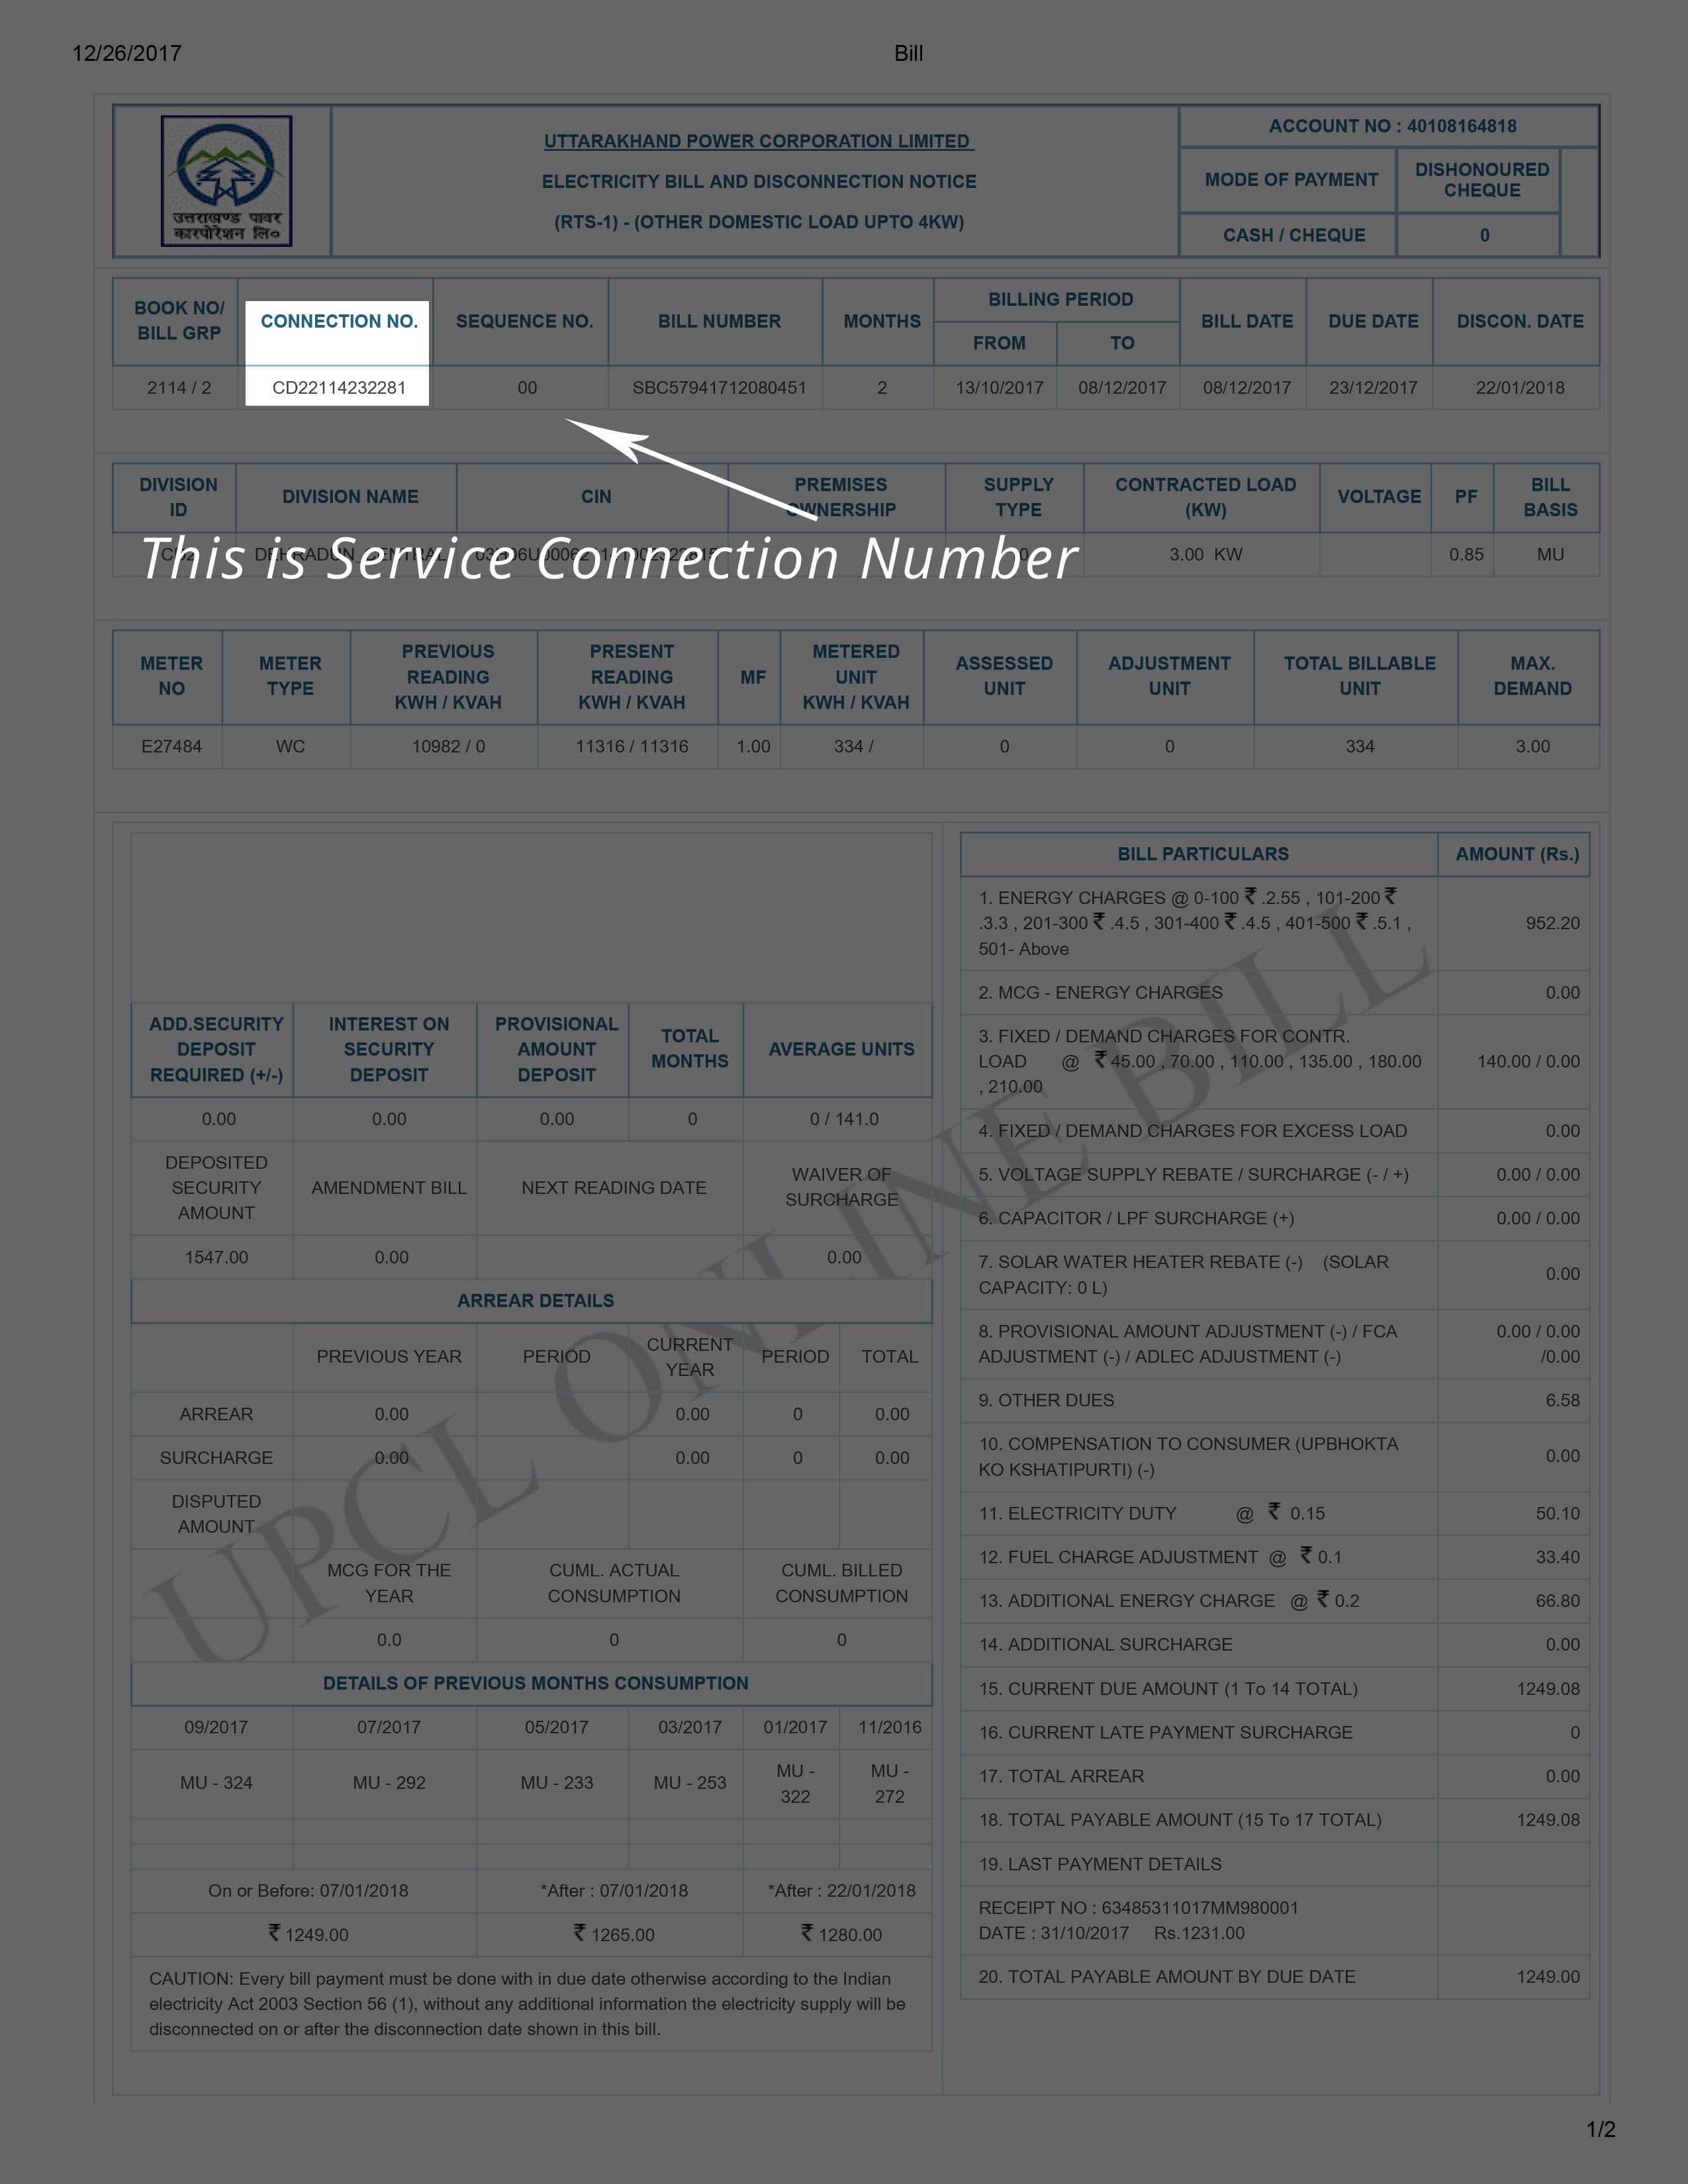 12/26/2017
Bill
उत्तराखण्ड पावर
कारपोरेशन लि०
UTTARAKHAND POWER CORPORATION LIMITED
ELECTRICITY BILL AND DISCONNECTION NOTICE
(RTS-1) - (OTHER DOMESTIC LOAD UPTO 4KW)
ACCOUNT NO : 40108164818
MODE OF PAYMENT
DISHONOURED
CHEQUE
CASH / CHEQUE
0
BOOK NO/
BILL GRP
CONNECTION NO.
SEQUENCE NO.
BILL NUMBER
MONTHS
BILLING PERIOD
FROM
TO
BILL DATE
DUE DATE
DISCON. DATE
2114 / 2
CD22114232281
00
SBC57941712080451
2
13/10/2017
08/12/2017
08/12/2017
23/12/2017
22/01/2018
DIVISION
ID
DIVISION NAME
CIN
PREMISES
OWNERSHIP
SUPPLY
TYPE
CONTRACTED LOAD
(KW)
VOLTAGE
PF
BILL
BASIS
DEHRADUN CENTRAL
3.00 KW
0.85
MU
This is Service Connection Number
METER
NO
METER
TYPE
PREVIOUS
READING
KWH / KVAH
PRESENT
READING
KWH / KVAH
MF
METERED
UNIT
KWH / KVAH
ASSESSED
UNIT
ADJUSTMENT
UNIT
TOTAL BILLABLE
UNIT
MAX.
DEMAND
E27484
WC
10982 / 0
11316 / 11316
1.00
334 /
0
0
334
3.00
ADD.SECURITY
DEPOSIT
REQUIRED (+/-)
INTEREST ON
SECURITY
DEPOSIT
PROVISIONAL
AMOUNT
DEPOSIT
TOTAL
MONTHS
AVERAGE UNITS
0.00
0.00
0.00
0
0 / 141.0
DEPOSITED
SECURITY
AMOUNT
AMENDMENT BILL
NEXT READING DATE
WAIVER OF
SURCHARGE
1547.00
0.00
0.00
ARREAR DETAILS
PREVIOUS YEAR
PERIOD
CURRENT
YEAR
PERIOD
TOTAL
ARREAR
0.00
0.00
0
0.00
SURCHARGE
0.00
0.00
0
0.00
DISPUTED
AMOUNT
MCG FOR THE
YEAR
CUML. ACTUAL
CONSUMPTION
CUML. BILLED
CONSUMPTION
0.0
0
0
DETAILS OF PREVIOUS MONTHS CONSUMPTION
09/2017
07/2017
05/2017
03/2017
01/2017
11/2016
MU - 324
MU - 292
MU - 233
MU - 253
MU -
322
MU -
272
On or Before: 07/01/2018
*After : 07/01/2018
*After : 22/01/2018
₹ 1249.00
₹ 1265.00
₹ 1280.00
CAUTION: Every bill payment must be done with in due date otherwise according to the Indian
electricity Act 2003 Section 56 (1), without any additional information the electricity supply will be
disconnected on or after the disconnection date shown in this bill.
BILL PARTICULARS
AMOUNT (Rs.)
1. ENERGY CHARGES @ 0-100 ₹ .2.55 , 101-200 ₹
.3.3 , 201-300 ₹ .4.5 , 301-400 ₹ .4.5 , 401-500 ₹ .5.1 ,
501- Above
952.20
2. MCG - ENERGY CHARGES
0.00
3. FIXED / DEMAND CHARGES FOR CONTR.
LOAD @ ₹ 45.00 , 70.00 , 110.00 , 135.00 , 180.00
, 210.00
140.00 / 0.00
4. FIXED / DEMAND CHARGES FOR EXCESS LOAD
0.00
5. VOLTAGE SUPPLY REBATE / SURCHARGE (- / +)
0.00 / 0.00
6. CAPACITOR / LPF SURCHARGE (+)
0.00 / 0.00
7. SOLAR WATER HEATER REBATE (-) (SOLAR
CAPACITY: 0 L)
0.00
8. PROVISIONAL AMOUNT ADJUSTMENT (-) / FCA
ADJUSTMENT (-) / ADLEC ADJUSTMENT (-)
0.00 / 0.00
/0.00
9. OTHER DUES
6.58
10. COMPENSATION TO CONSUMER (UPBHOKTA
KO KSHATIPURTI) (-)
0.00
11. ELECTRICITY DUTY @ ₹ 0.15
50.10
12. FUEL CHARGE ADJUSTMENT @ ₹ 0.1
33.40
13. ADDITIONAL ENERGY CHARGE @ ₹ 0.2
66.80
14. ADDITIONAL SURCHARGE
0.00
15. CURRENT DUE AMOUNT (1 To 14 TOTAL)
1249.08
16. CURRENT LATE PAYMENT SURCHARGE
0
17. TOTAL ARREAR
0.00
18. TOTAL PAYABLE AMOUNT (15 To 17 TOTAL)
1249.08
19. LAST PAYMENT DETAILS
RECEIPT NO : 63485311017MM980001
DATE : 31/10/2017 Rs.1231.00
20. TOTAL PAYABLE AMOUNT BY DUE DATE
1249.00
UPCL ONLINE BILL
1/2